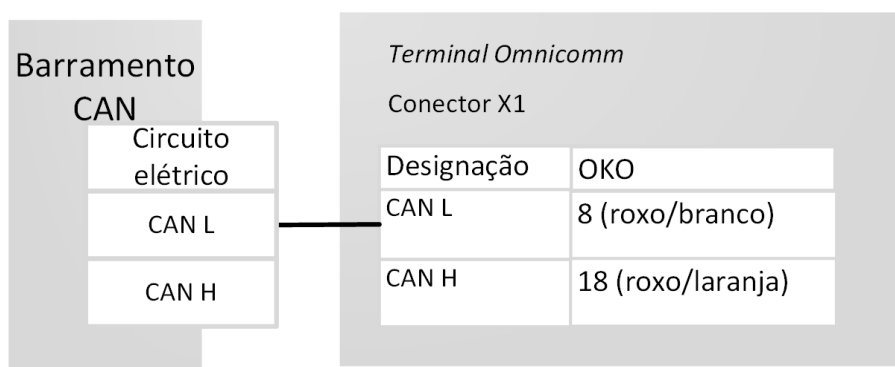 Barramento
CAN
Circuito
elétrico
CAN L
CAN H
Terminal Omnicomm
Conector X1
Designação OKO
CAN L 8 (roxo/branco)
CAN H 18 (roxo/laranja)